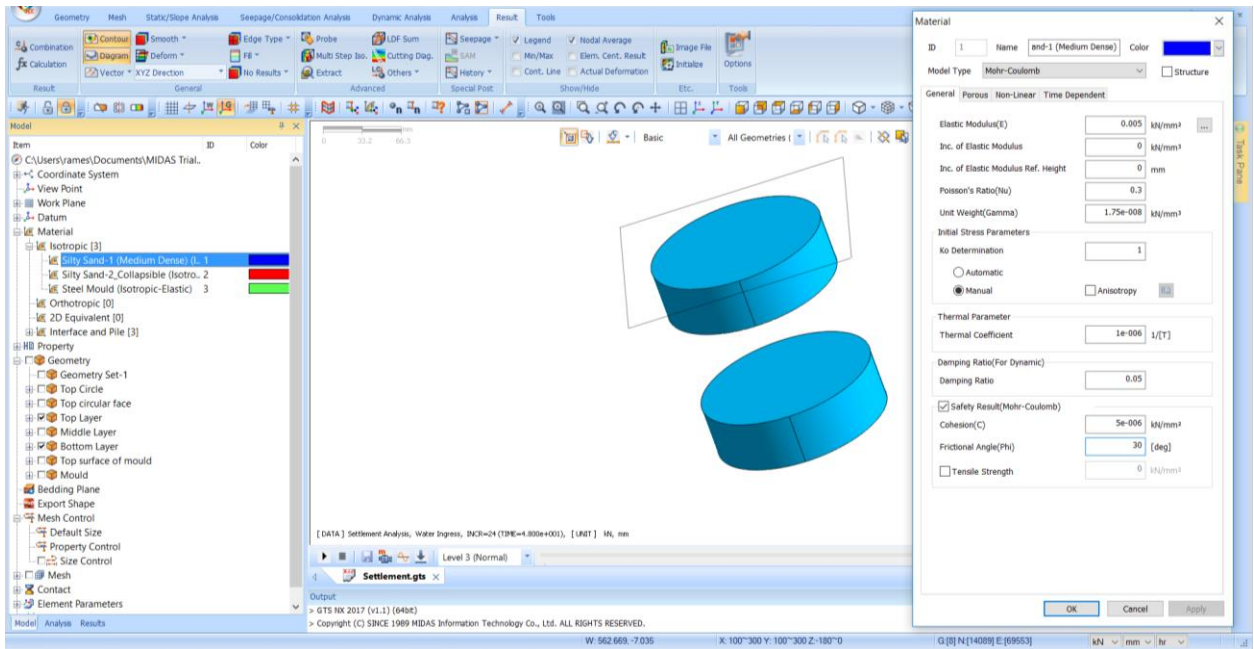 Geometry Mesh Static/Slope Analysis Seepage/Consolidation Analysis Dynamic Analysis Analysis Result Tools
Combination
Calculation
Result
Contour Smooth
Diagram Deform
Vector XYZ Direction
Edge Type
Fill
No Results
General
Probe LDF Sum
Multi Step Iso. Cutting Diag.
Extract Others
Advanced
Seepage
SAM
History
Special Post
Legend Nodal Average
Min/Max Elem. Cent. Result
Cont. Line Actual Deformation
Show/Hide
Image File
Initialize
Etc.
Options
Tools
Model
Item ID Color
C:\Users\rames\Documents\MIDAS Trial..
Coordinate System
View Point
Work Plane
Datum
Material
Isotropic [3]
Silty Sand-1 (Medium Dense) (I.. 1
Silty Sand-2_Collapsible (Isotro.. 2
Steel Mould (Isotropic-Elastic) 3
Orthotropic [0]
2D Equivalent [0]
Interface and Pile [3]
Property
Geometry
Geometry Set-1
Top Circle
Top circular face
Top Layer
Middle Layer
Bottom Layer
Top surface of mould
Mould
Bedding Plane
Export Shape
Mesh Control
Default Size
Property Control
Size Control
Mesh
Contact
Element Parameters
Model Analysis Results
0 33.2 66.3
Basic All Geometries (
[DATA] Settlement Analysis, Water Ingress, INCR=24 (TIME=4.800e+001), [UNIT] kN, mm
Level 3 (Normal)
Settlement.gts
Output
> GTS NX 2017 (v1.1) (64bit)
> Copyright (C) SINCE 1989 MIDAS Information Technology Co., Ltd. ALL RIGHTS RESERVED.
W: 562.669, -7.035 X: 100~300 Y: 100~300 Z:-180~0 G:[8] N:[14089] E:[69553] kN mm hr
Task Pane
Material
ID 1 Name and-1 (Medium Dense) Color
Model Type Mohr-Coulomb Structure
General Porous Non-Linear Time Dependent
Elastic Modulus(E) 0.005 kN/mm²
Inc. of Elastic Modulus 0 kN/mm³
Inc. of Elastic Modulus Ref. Height 0 mm
Poisson's Ratio(Nu) 0.3
Unit Weight(Gamma) 1.75e-008 kN/mm³
Initial Stress Parameters
Ko Determination 1
Automatic
Manual Anisotropy
Thermal Parameter
Thermal Coefficient 1e-006 1/[T]
Damping Ratio(For Dynamic)
Damping Ratio 0.05
Safety Result(Mohr-Coulomb)
Cohesion(C) 5e-006 kN/mm²
Frictional Angle(Phi) 30 [deg]
Tensile Strength 0 kN/mm²
OK Cancel Apply